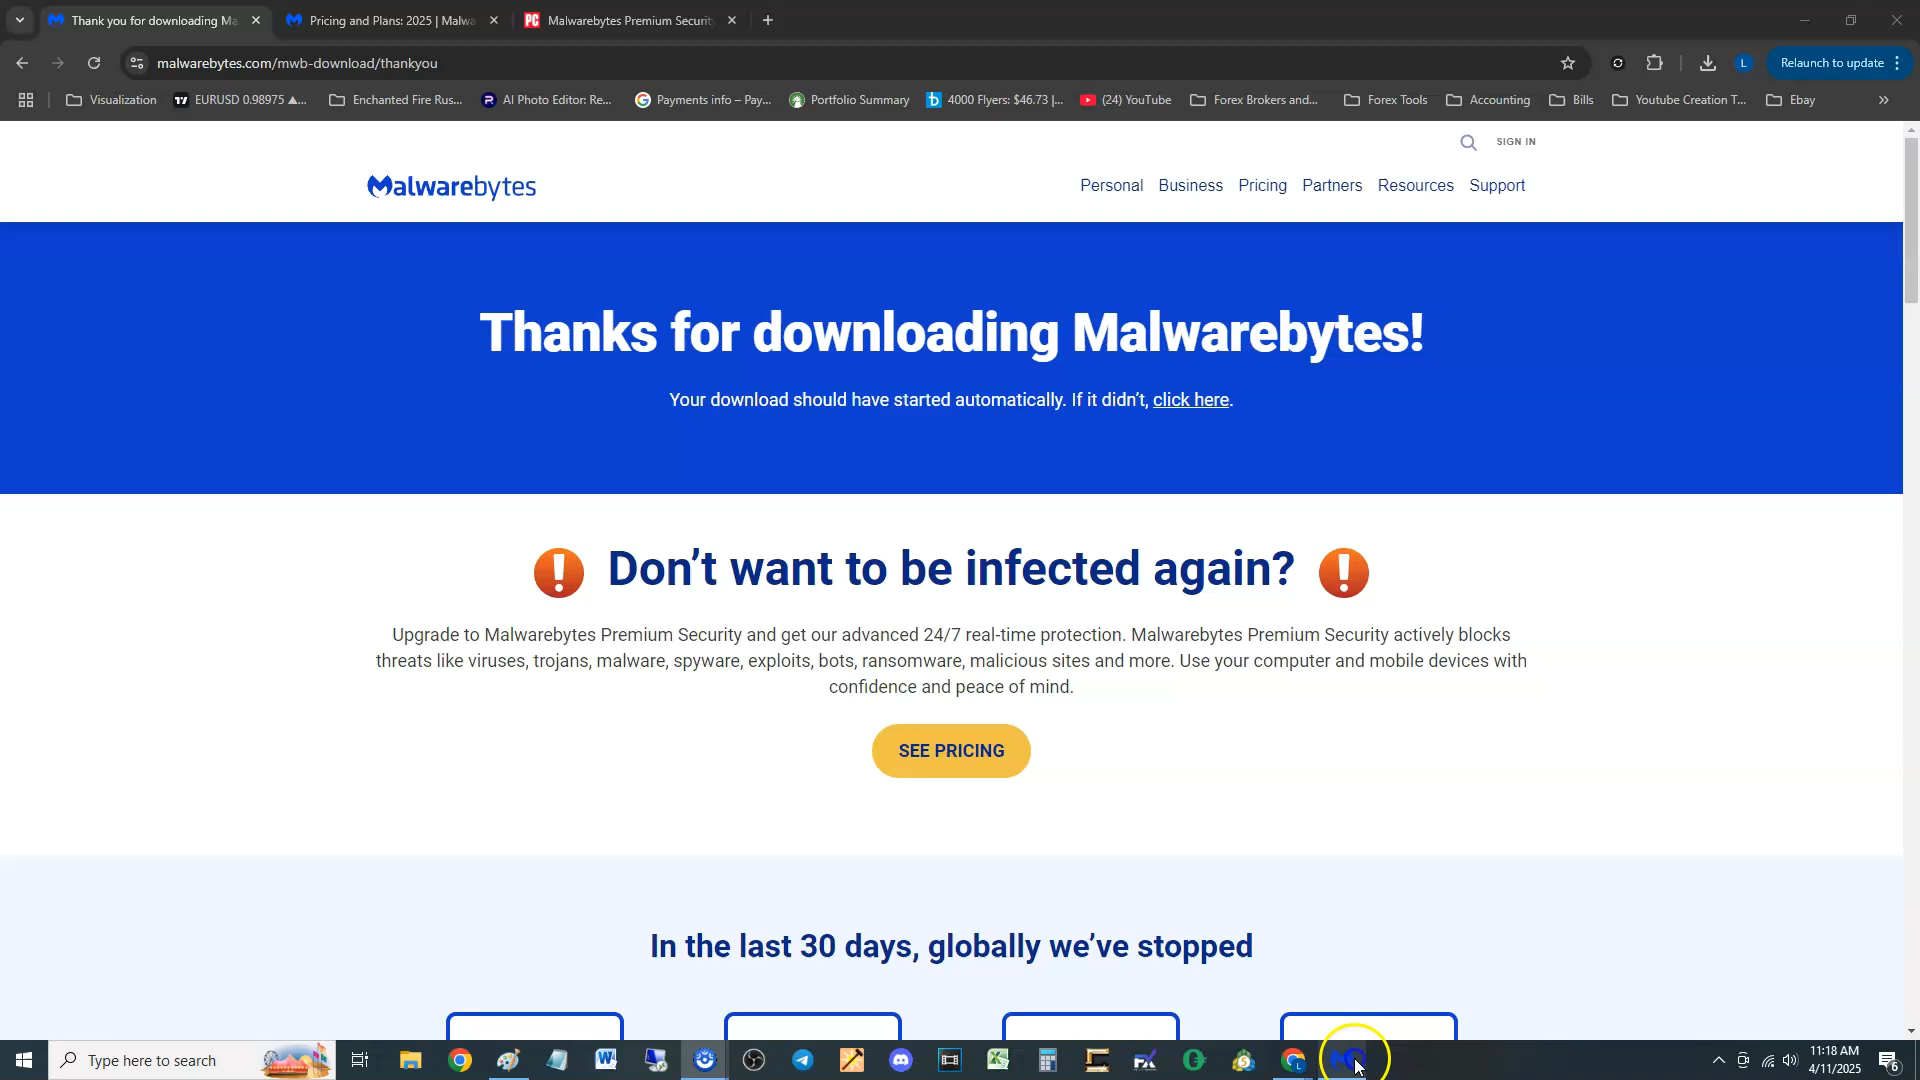 Thank you for downloading Ma
Pricing and Plans: 2025 | Malwa
PC
Malwarebytes Premium Securit
malwarebytes.com/mwb-download/thankyou
L
Relaunch to update
Visualization
EURUSD 0.98975 ▲...
Enchanted Fire Rus...
AI Photo Editor: Re...
Payments info – Pay...
Portfolio Summary
4000 Flyers: $46.73 |...
(24) YouTube
Forex Brokers and...
Forex Tools
Accounting
Bills
Youtube Creation T...
Ebay
SIGN IN
Malwarebytes
Personal
Business
Pricing
Partners
Resources
Support
Thanks for downloading Malwarebytes!
Your download should have started automatically. If it didn’t, click here.
Don’t want to be infected again?
Upgrade to Malwarebytes Premium Security and get our advanced 24/7 real-time protection. Malwarebytes Premium Security actively blocks
threats like viruses, trojans, malware, spyware, exploits, bots, ransomware, malicious sites and more. Use your computer and mobile devices with
confidence and peace of mind.
SEE PRICING
In the last 30 days, globally we’ve stopped
Type here to search
11:18 AM
4/11/2025
6